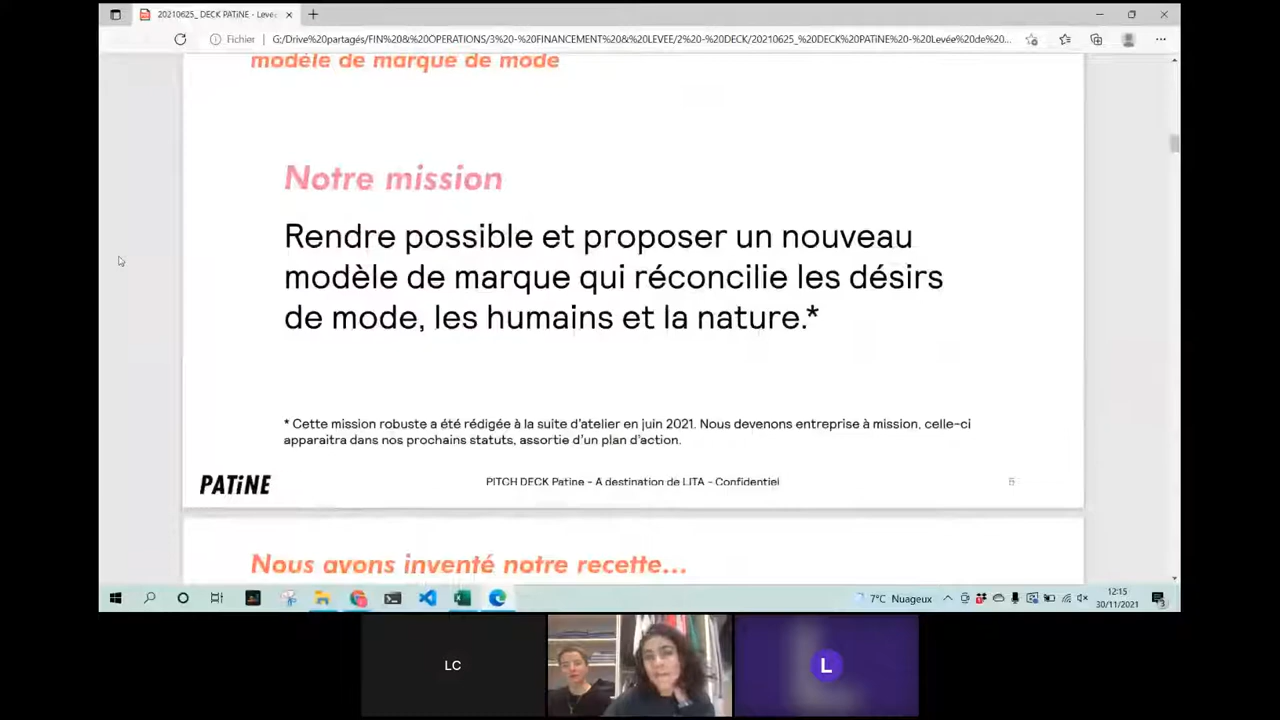 20210625_ DECK PATiNE - Leve
Fichier
G:/Drive%20partagés/FIN%20&%20OPERATIONS/3%20-%20FINANCEMENT%20&%20LEVEE/2%20-%20DECK/20210625_%20DECK%20PATiNE%20-%20Levée%20de%20...
modèle de marque de mode
Notre mission
Rendre possible et proposer un nouveau
modèle de marque qui réconcilie les désirs
de mode, les humains et la nature.*
* Cette mission robuste a été rédigée à la suite d'atelier en juin 2021. Nous devenons entreprise à mission, celle-ci
apparaitra dans nos prochains statuts, assortie d'un plan d'action.
PATiNE
PITCH DECK Patine - A destination de LITA - Confidentiel
Nous avons inventé notre recette...
7°C Nuageux
12:15
30/11/2021
LC
L